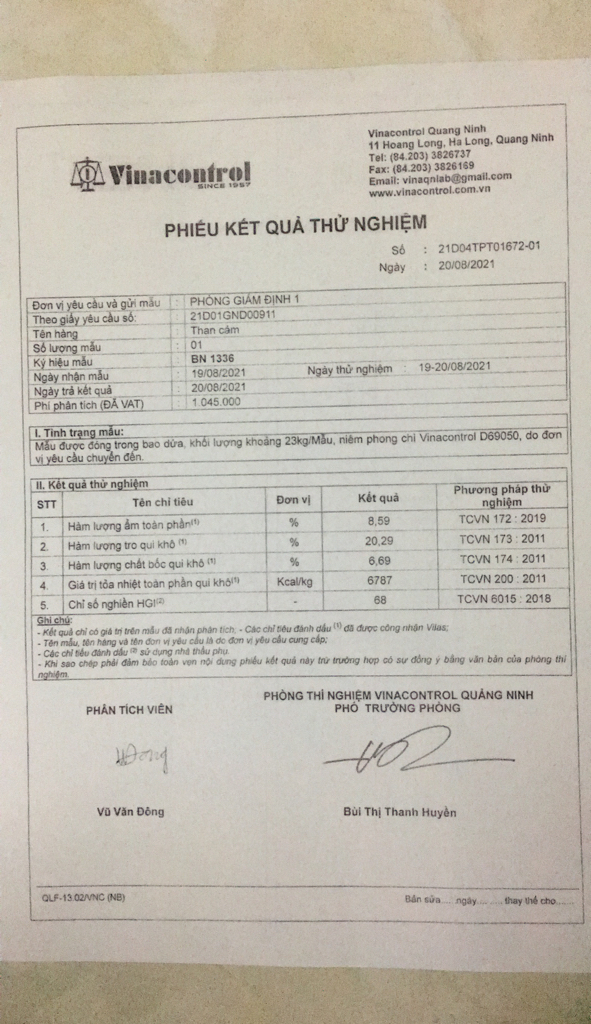 Vinacontrol
SINCE 1957
Vinacontrol Quang Ninh
11 Hoang Long, Ha Long, Quang Ninh
Tel: (84.203) 3826737
Fax: (84.203) 3826169
Email: vinaqnlab@gmail.com
www.vinacontrol.com.vn
PHIẾU KẾT QUẢ THỬ NGHIỆM
Số : 21D04TPT01672-01
Ngày : 20/08/2021
Đơn vị yêu cầu và gửi mẫu : PHÒNG GIÁM ĐỊNH 1
Theo giấy yêu cầu số: : 21D01GND00911
Tên hàng : Than cám
Số lượng mẫu : 01
Ký hiệu mẫu : BN 1336
Ngày nhận mẫu : 19/08/2021 Ngày thử nghiệm : 19-20/08/2021
Ngày trả kết quả : 20/08/2021
Phí phân tích (ĐÃ VAT) : 1.045.000
I. Tình trạng mẫu:
Mẫu được đóng trong bao dứa, khối lượng khoảng 23kg/Mẫu, niêm phong chì Vinacontrol D69050, do đơn
vị yêu cầu chuyển đến.
II. Kết quả thử nghiệm
STT Tên chỉ tiêu Đơn vị Kết quả Phương pháp thử nghiệm
1. Hàm lượng ẩm toàn phần(1) % 8,59 TCVN 172 : 2019
2. Hàm lượng tro qui khô (1) % 20,29 TCVN 173 : 2011
3. Hàm lượng chất bốc qui khô (1) % 6,69 TCVN 174 : 2011
4. Giá trị tỏa nhiệt toàn phần qui khô(1) Kcal/kg 6787 TCVN 200 : 2011
5. Chỉ số nghiền HGI(2) - 68 TCVN 6015 : 2018
Ghi chú:
- Kết quả chỉ có giá trị trên mẫu đã nhận phân tích; - Các chỉ tiêu đánh dấu (1) đã được công nhận Vilas;
- Tên mẫu, tên hàng và tên đơn vị yêu cầu là do đơn vị yêu cầu cung cấp;
- Các chỉ tiêu đánh dấu (2) sử dụng nhà thầu phụ.
- Khi sao chép phải đảm bảo toàn vẹn nội dung phiếu kết quả này trừ trường hợp có sự đồng ý bằng văn bản của phòng thí
nghiệm.
PHÂN TÍCH VIÊN
PHÒNG THÍ NGHIỆM VINACONTROL QUẢNG NINH
PHÓ TRƯỞNG PHÒNG
Vũ Văn Đông
Bùi Thị Thanh Huyền
QLF-13.02/VNC (NB)
Bản sửa.... ngày........, thay thế cho......